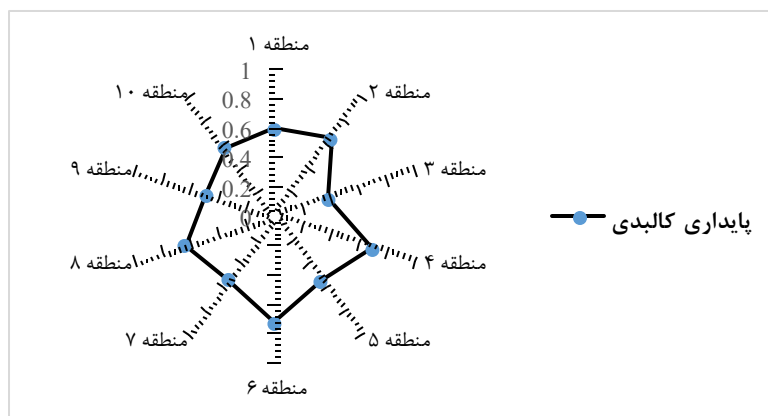 منطقه ۱
منطقه ۲
منطقه ۳
منطقه ۴
منطقه ۵
منطقه ۶
منطقه ۷
منطقه ۸
منطقه ۹
منطقه ۱۰
1
0.8
0.6
0.4
0.2
0
پایداری کالبدی